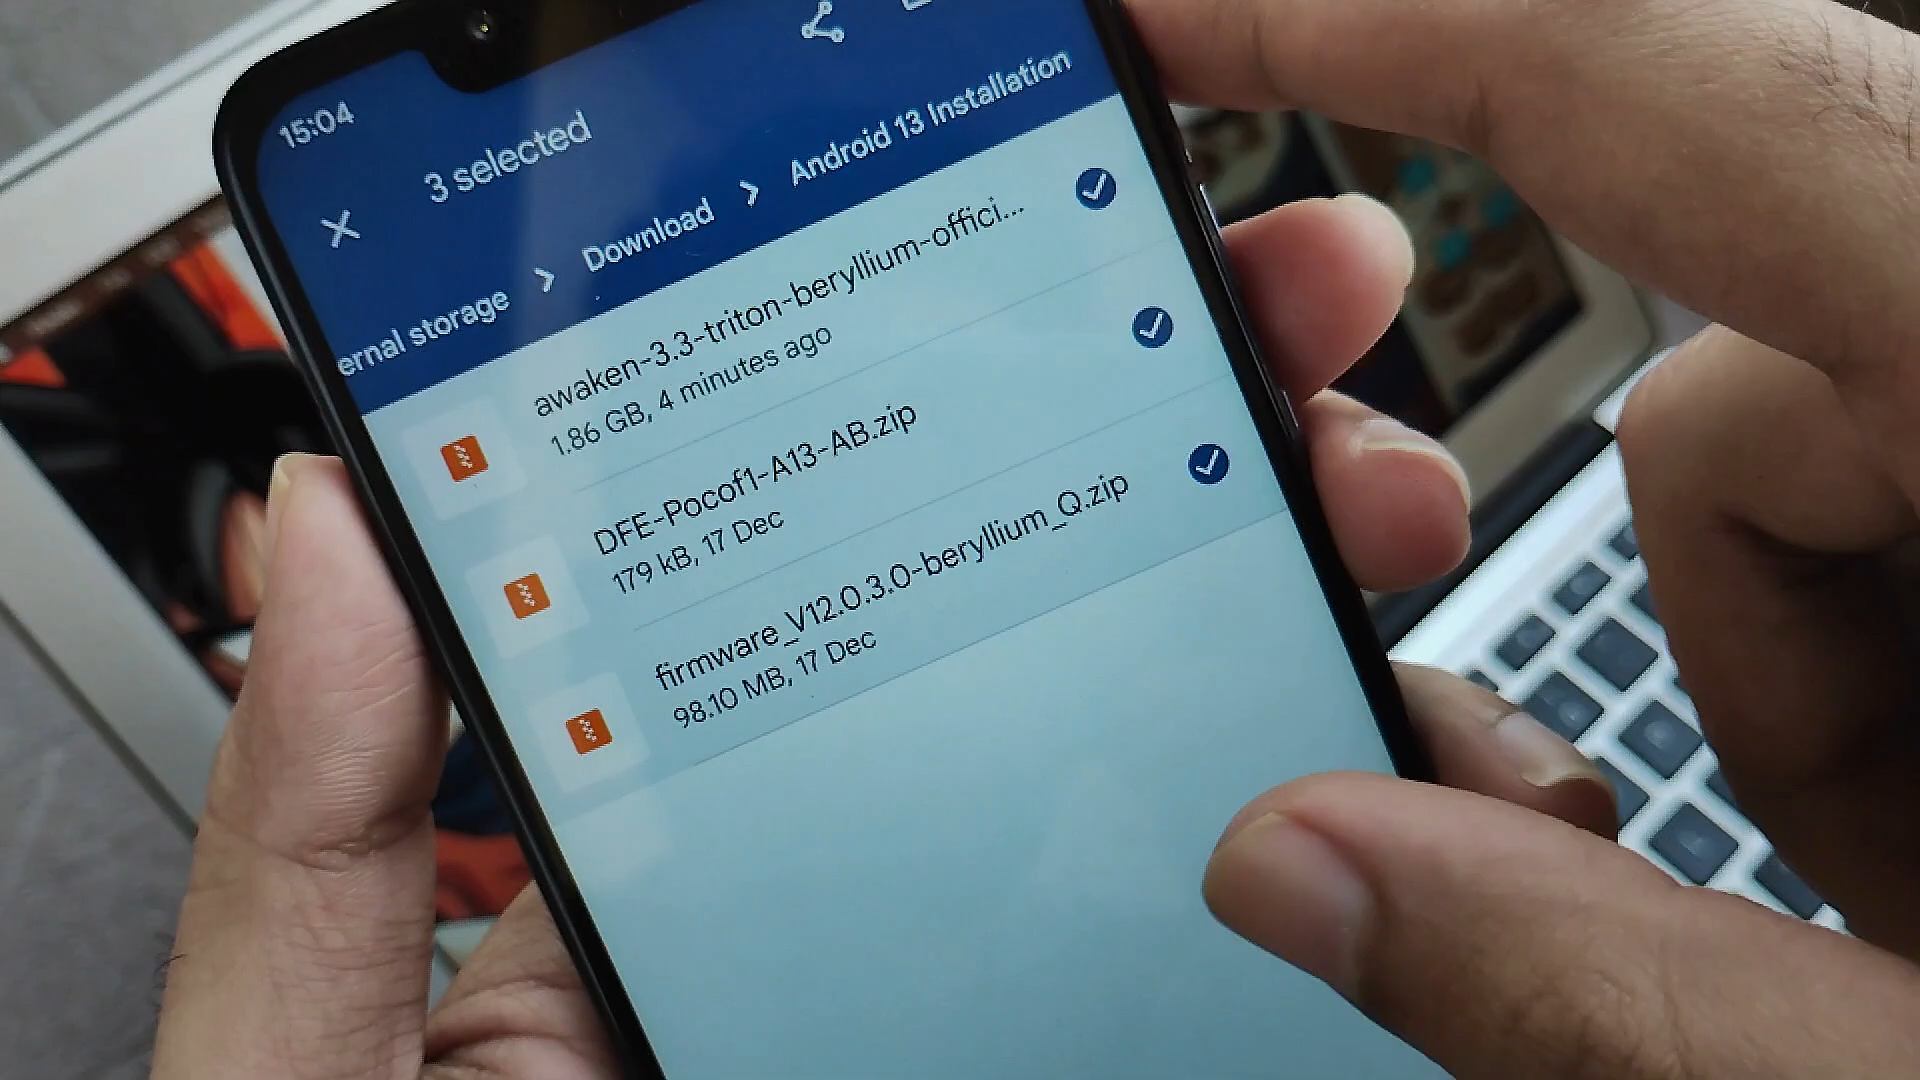 15:04
3 selected
ernal storage > Download > Android 13 Installation
awaken-3.3-triton-beryllium-offici...
1.86 GB, 4 minutes ago
DFE-Pocof1-A13-AB.zip
179 kB, 17 Dec
firmware_V12.0.3.0-beryllium_Q.zip
98.10 MB, 17 Dec